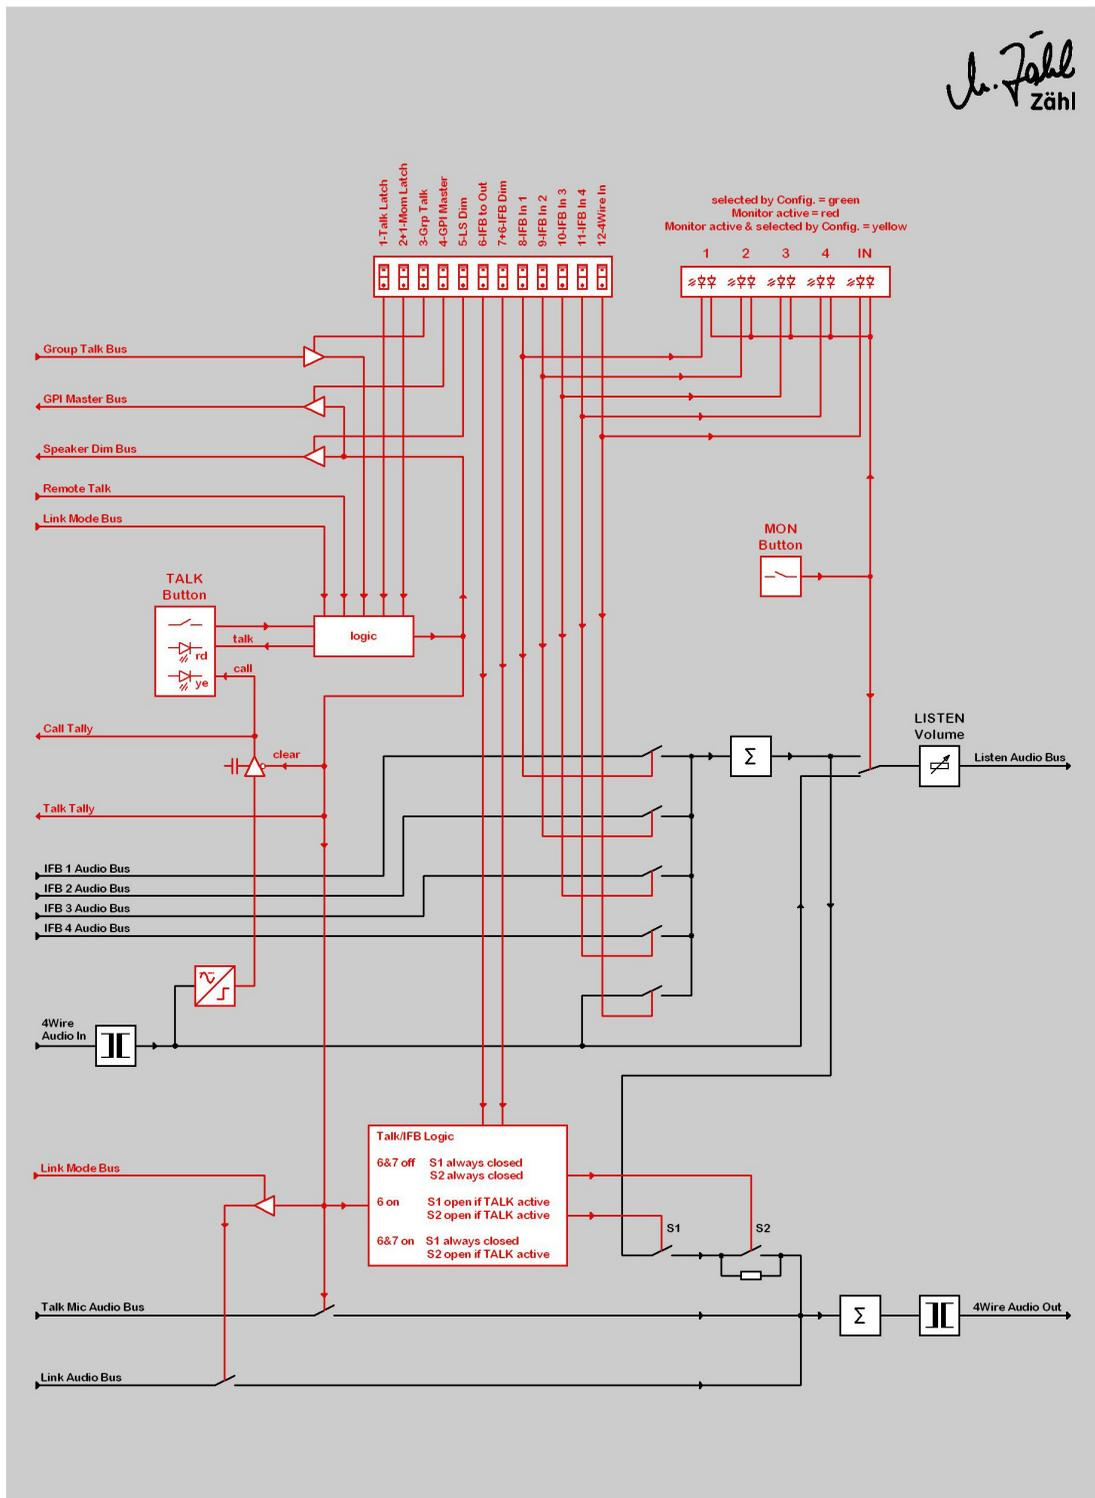 M. Zähl
Zähl
1-Talk Latch
2+1-Mom Latch
3-Grp Talk
4-GPI Master
5-LS Dim
6-IFB to Out
7+6-IFB Dim
8-IFB In 1
9-IFB In 2
10-IFB In 3
11-IFB In 4
12-4Wire In
selected by Config. = green
Monitor active = red
Monitor active & selected by Config. = yellow
1 2 3 4 IN
Group Talk Bus
GPI Master Bus
Speaker Dim Bus
Remote Talk
Link Mode Bus
MON
Button
TALK
Button
logic
talk
rd
call
ye
Call Tally
clear
LISTEN
Volume
Σ
Listen Audio Bus
Talk Tally
IFB 1 Audio Bus
IFB 2 Audio Bus
IFB 3 Audio Bus
IFB 4 Audio Bus
4Wire
Audio In
Talk/IFB Logic
6&7 off S1 always closed
S2 always closed
6 on S1 open if TALK active
S2 open if TALK active
6&7 on S1 always closed
S2 open if TALK active
Link Mode Bus
S1
S2
Talk Mic Audio Bus
Σ
4Wire Audio Out
Link Audio Bus